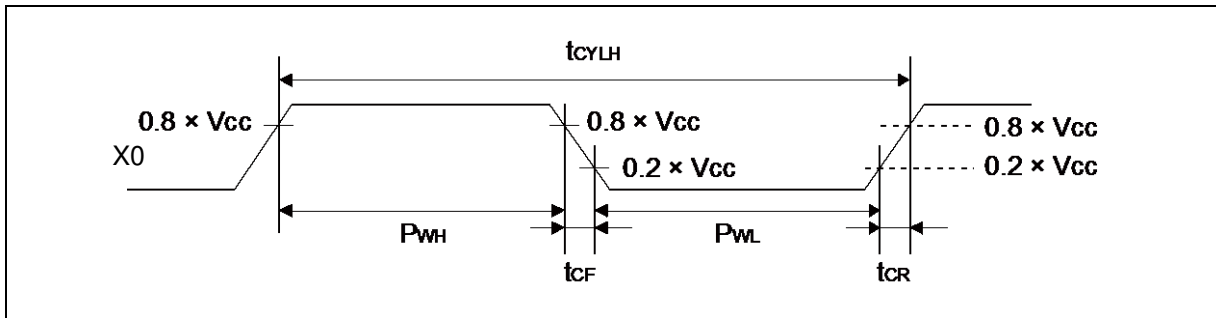 tCYLH
0.8 × VCC
0.8 × VCC
0.8 × VCC
X0
0.2 × VCC
0.2 × VCC
PWH
PWL
tCF
tCR